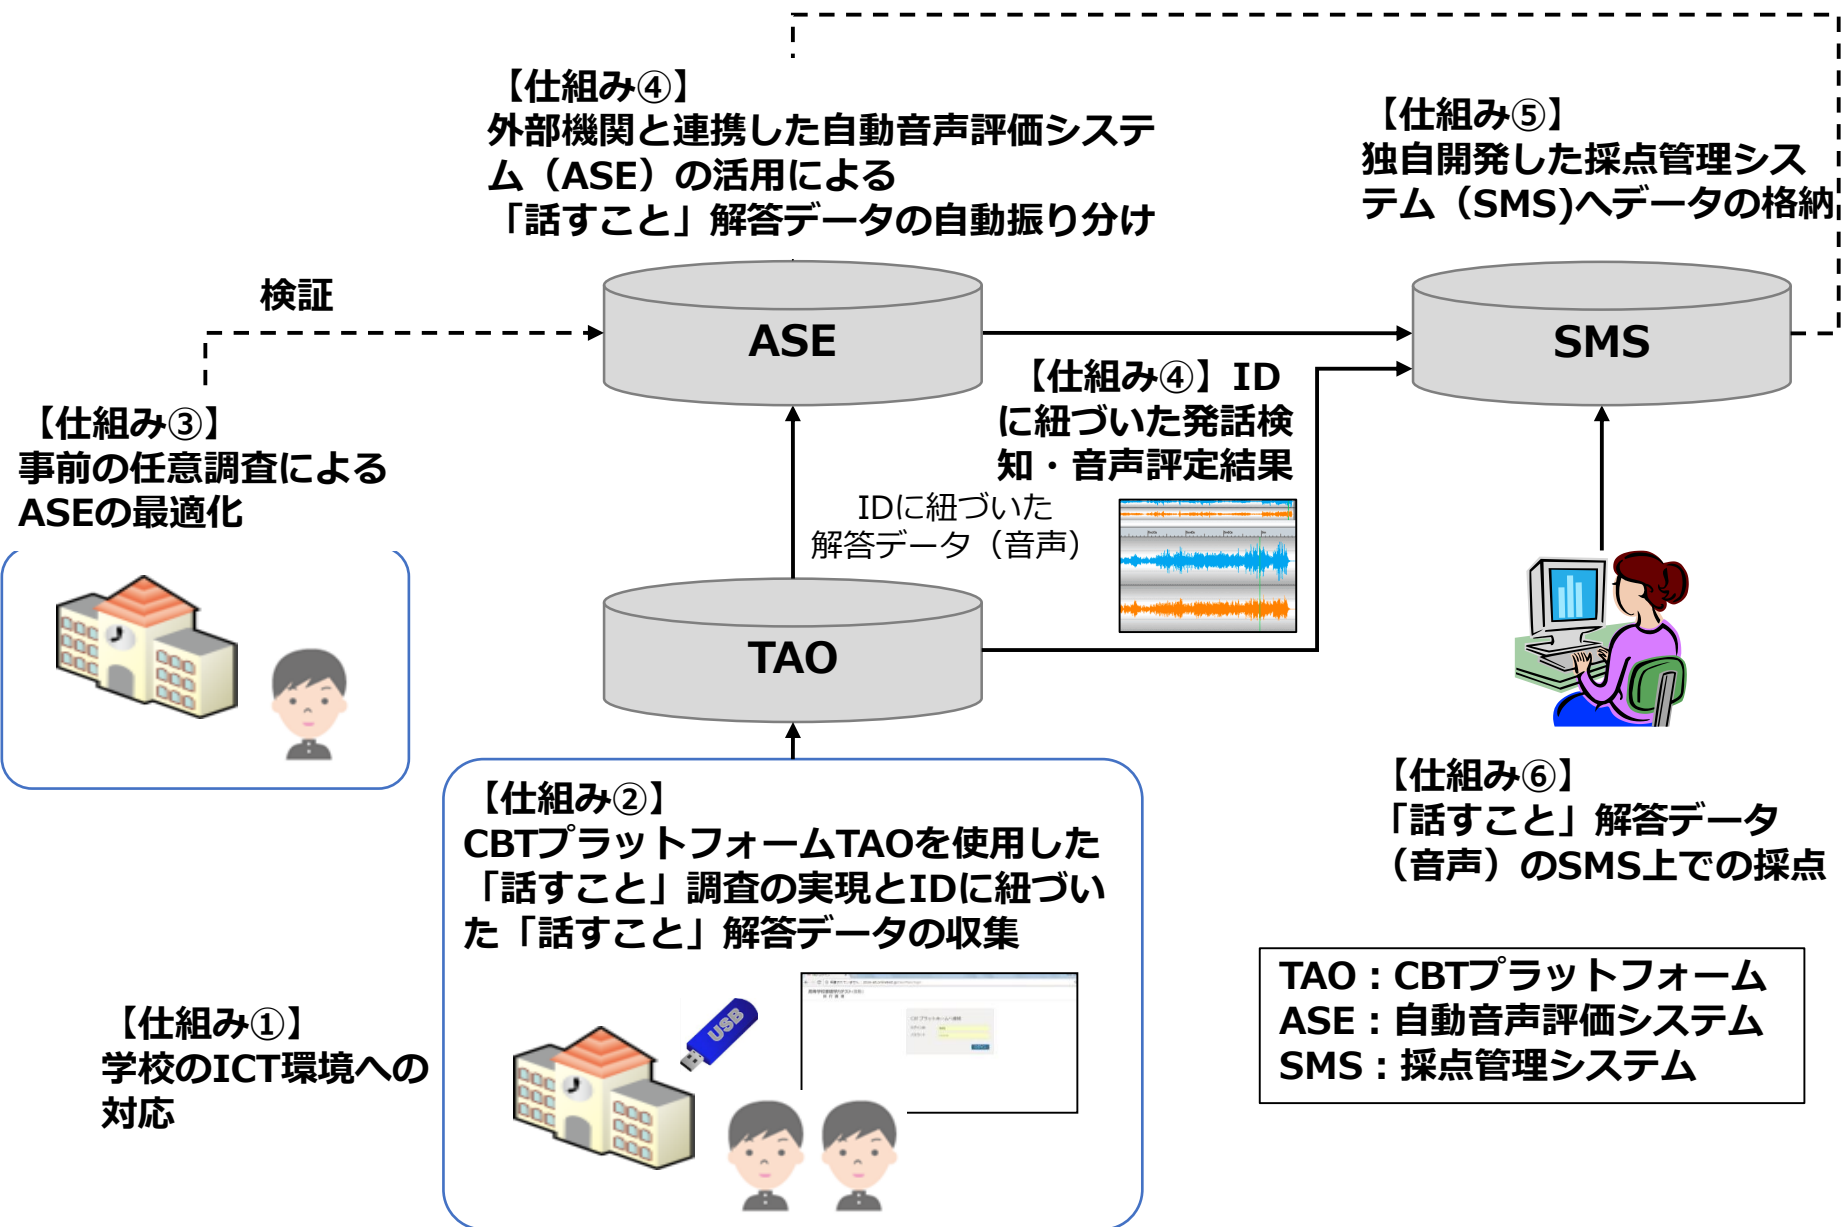 【仕組み④】
外部機関と連携した自動音声評価システ
ム（ASE）の活用による
「話すこと」解答データの自動振り分け
【仕組み⑤】
独自開発した採点管理シス
テム（SMS)へデータの格納
検証
ASE
SMS
【仕組み④】ID
に紐づいた発話検
知・音声評定結果
【仕組み③】
事前の任意調査による
ASEの最適化
IDに紐づいた
解答データ（音声）
TAO
【仕組み②】
CBTプラットフォームTAOを使用した
「話すこと」調査の実現とIDに紐づい
た「話すこと」解答データの収集
【仕組み⑥】
「話すこと」解答データ
（音声）のSMS上での採点
USB
【仕組み①】
学校のICT環境への
対応
TAO：CBTプラットフォーム
ASE：自動音声評価システム
SMS：採点管理システム